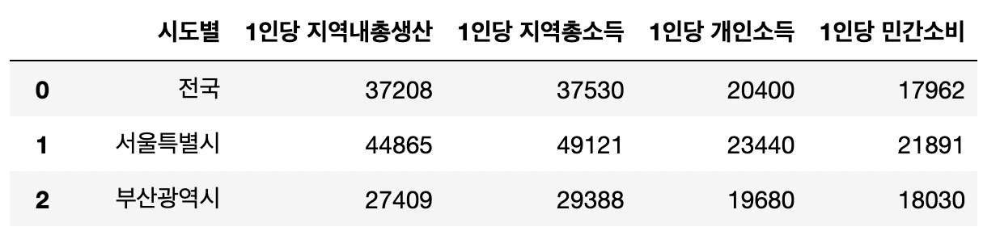 시도별 1인당 지역내총생산 1인당 지역총소득 1인당 개인소득 1인당 민간소비
0 전국 37208 37530 20400 17962
1 서울특별시 44865 49121 23440 21891
2 부산광역시 27409 29388 19680 18030